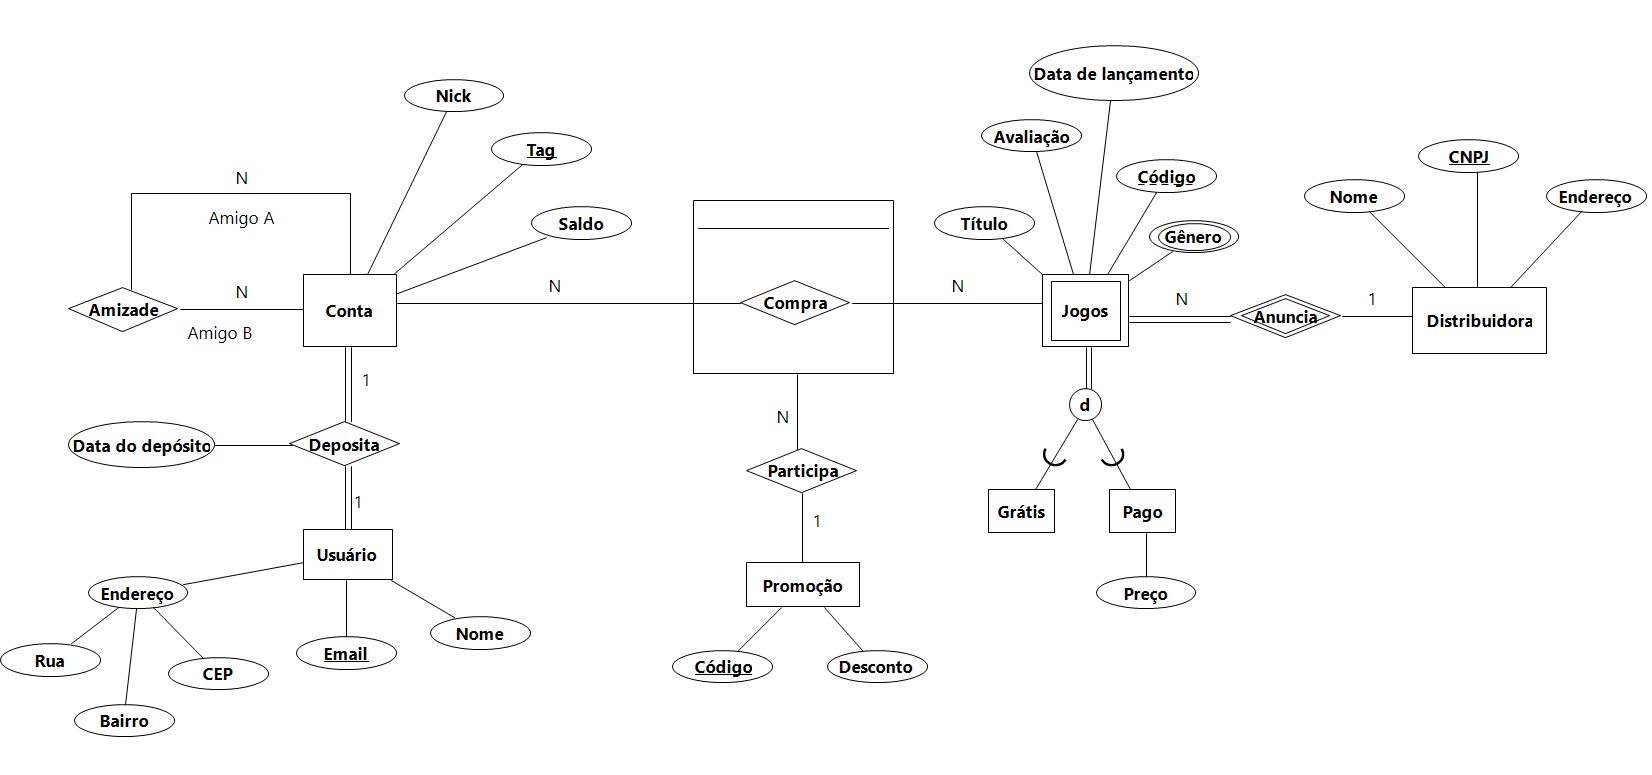 Data de lançamento
Nick
Avaliação
Tag
CNPJ
Código
N
Nome
Endereço
Amigo A
Saldo
Título
Gênero
N
N
N
N
1
Amizade
Conta
Compra
Jogos
Anuncia
Distribuidora
Amigo B
1
d
N
Data do depósito
Deposita
Participa
1
Grátis
Pago
1
Usuário
Promoção
Endereço
Preço
Nome
Rua
Email
CEP
Código
Desconto
Bairro